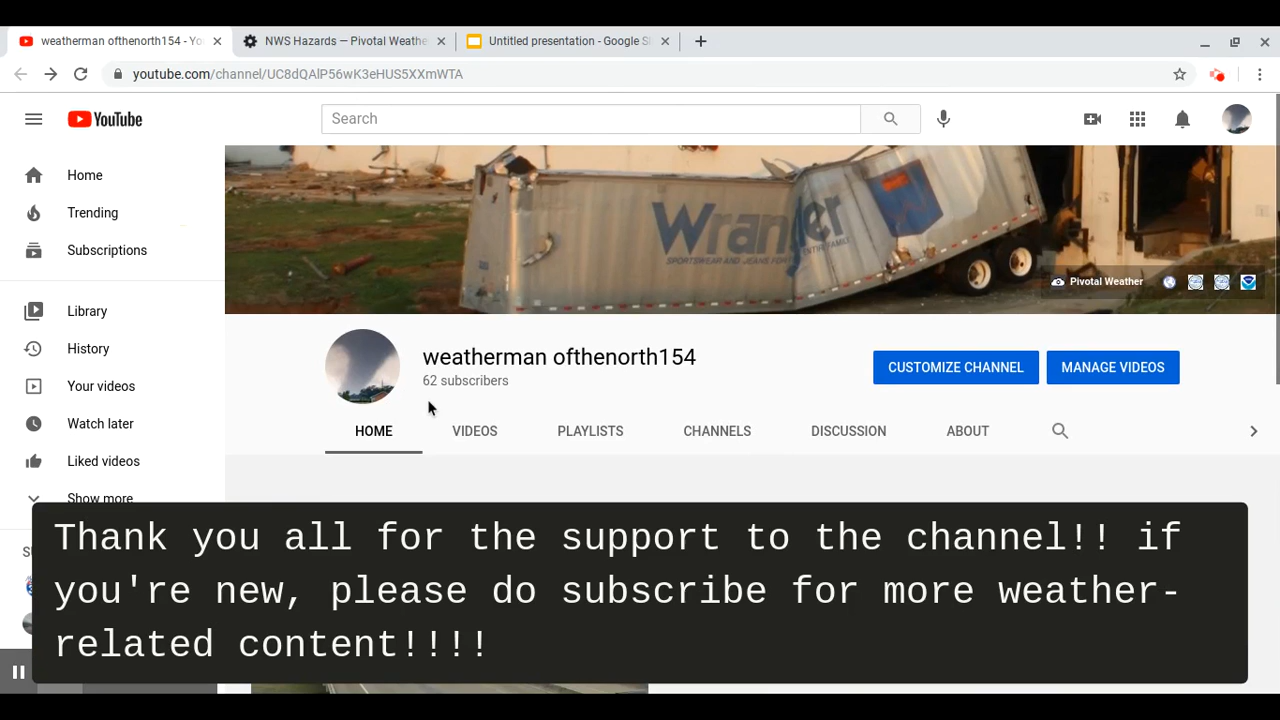 weatherman ofthenorth154 - Yo
NWS Hazards — Pivotal Weathe
Untitled presentation - Google Sl
youtube.com/channel/UC8dQAlP56wK3eHUS5XXmWTA
YouTube
Search
Home
Trending
Subscriptions
Library
History
Your videos
Watch later
Liked videos
Show more
Wrangler
Pivotal Weather
weatherman ofthenorth154
62 subscribers
CUSTOMIZE CHANNEL
MANAGE VIDEOS
HOME
VIDEOS
PLAYLISTS
CHANNELS
DISCUSSION
ABOUT
Thank you all for the support to the channel!! if
you're new, please do subscribe for more weather-
related content!!!!